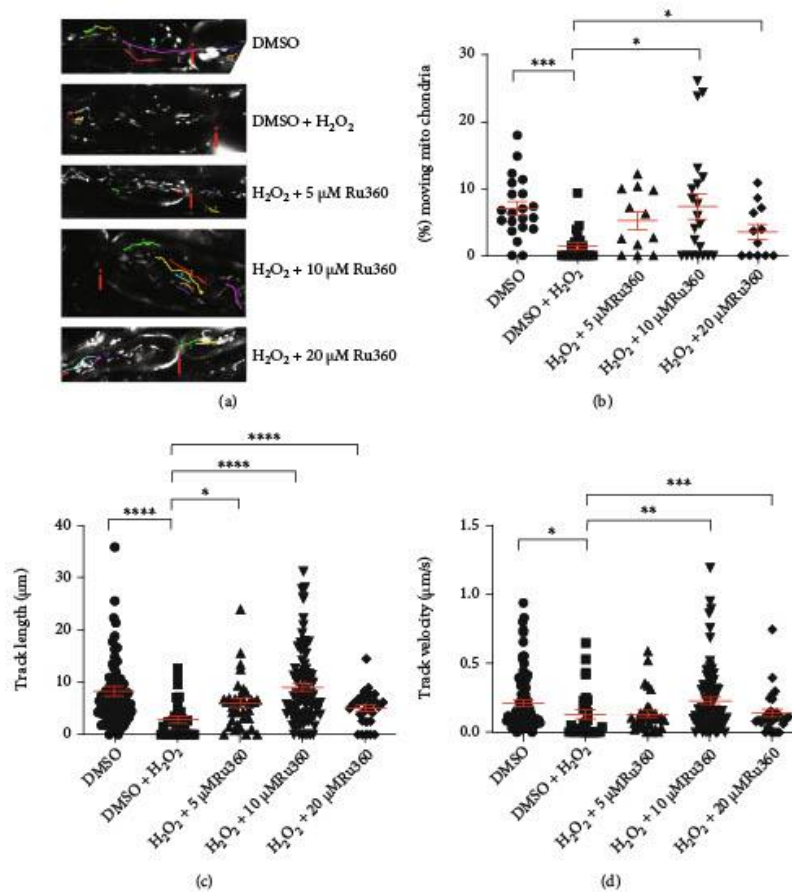 DMSO
DMSO + H₂O₂
H₂O₂ + 5 μM Ru360
H₂O₂ + 10 μM Ru360
H₂O₂ + 20 μM Ru360
(a)
*
*
***
30
20
10
0
(%) moving mito chondria
DMSO
DMSO + H₂O₂
H₂O₂ + 5 μMRu360
H₂O₂ + 10 μMRu360
H₂O₂ + 20 μMRu360
(b)
****
****
*
****
40
30
20
10
0
Track length (μm)
DMSO
DMSO + H₂O₂
H₂O₂ + 5 μMRu360
H₂O₂ + 10 μMRu360
H₂O₂ + 20 μMRu360
(c)
***
**
*
1.5
1.0
0.5
0.0
Track velocity (μm/s)
DMSO
DMSO + H₂O₂
H₂O₂ + 5 μMRu360
H₂O₂ + 10 μMRu360
H₂O₂ + 20 μMRu360
(d)